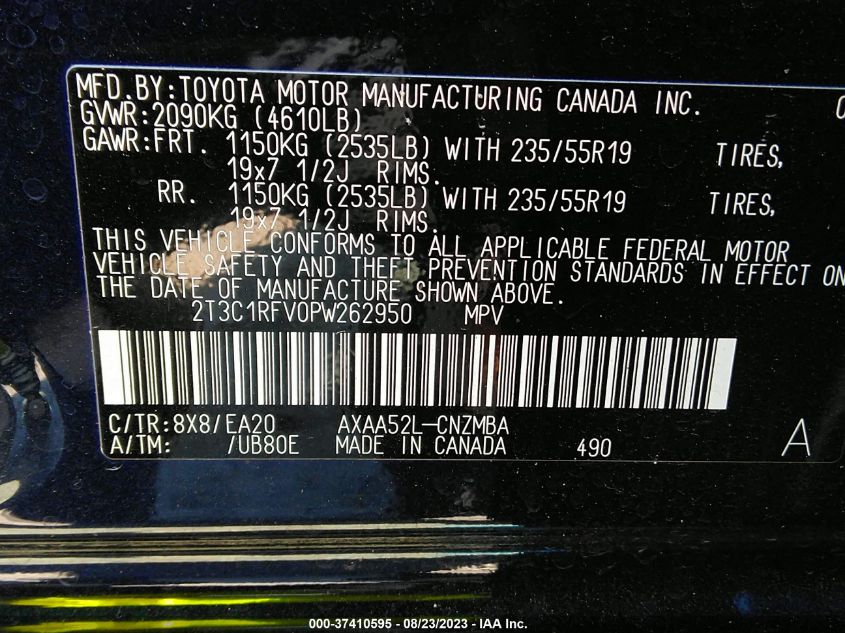 MFD.BY:TOYOTA MOTOR MANUFACTURING CANADA INC. 0
GVWR:2090KG (4610LB)
GAWR:FRT. 1150KG (2535LB) WITH 235/55R19 TIRES,
19x7 1/2J RIMS.
RR. 1150KG (2535LB) WITH 235/55R19 TIRES,
19x7 1/2J RIMS.
THIS VEHICLE CONFORMS TO ALL APPLICABLE FEDERAL MOTOR
VEHICLE SAFETY AND THEFT PREVENTION STANDARDS IN EFFECT ON
THE DATE OF MANUFACTURE SHOWN ABOVE.
2T3C1RFV0PW262950 MPV
C/TR:8X8/EA20 AXAA52L-CNZMBA
A/TM: /UB80E MADE IN CANADA 490 A
000-37410595 - 08/23/2023 - IAA Inc.